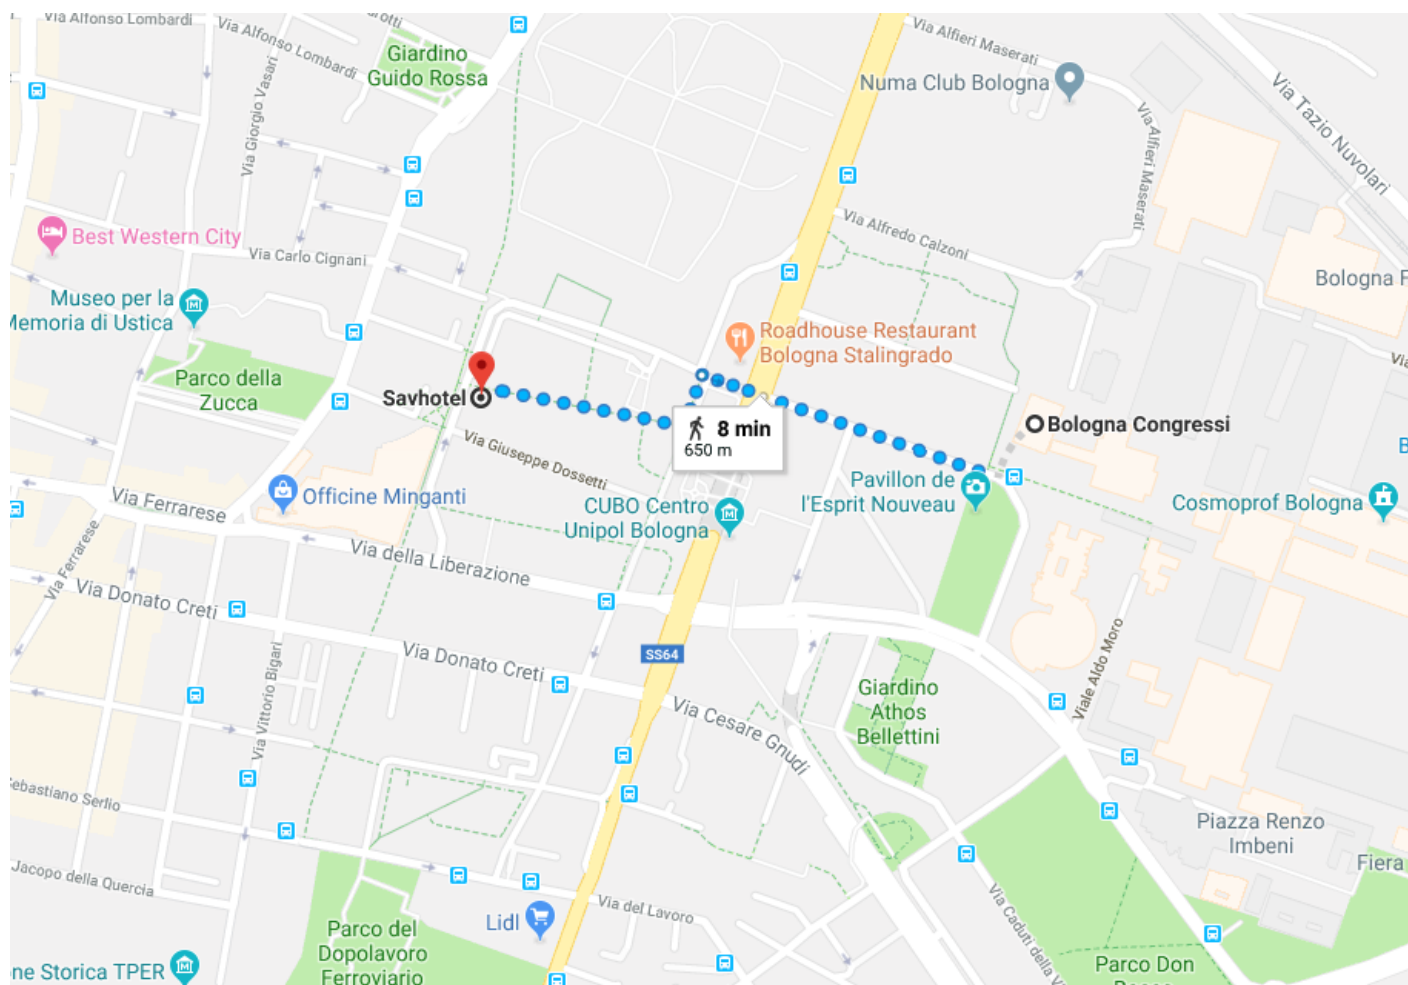 Via Alfonso Lombardi
Via Alfonso Lombardi
Giardino
Guido Rossa
Via Giorgio Vasari
Via Alfieri Maserati
Numa Club Bologna
Via Alfieri Maserati
Via Tazio Nuvolari
Best Western City
Via Carlo Cignani
Via Alfredo Calzoni
Bologna F
Museo per la
Memoria di Ustica
Roadhouse Restaurant
Bologna Stalingrado
Via
Parco della
Zucca
Savhotel
8 min
650 m
Bologna Congressi
B
Via Giuseppe Dossetti
Pavillon de
l'Esprit Nouveau
Officine Minganti
Via Ferrarese
CUBO Centro
Unipol Bologna
Cosmoprof Bologna
Via Ferrarese
Via della Liberazione
Via Donato Creti
Via Donato Creti
SS64
Via Vittorio Bigari
Viale Aldo Moro
Giardino
Athos
Bellettini
Via Cesare Gnudi
Sebastiano Serlio
Piazza Renzo
Imbeni
Fiera
Jacopo della Quercia
Via del Lavoro
Via Caduti della V
Lidl
Parco del
Dopolavoro
Ferroviario
ne Storica TPER
Parco Don